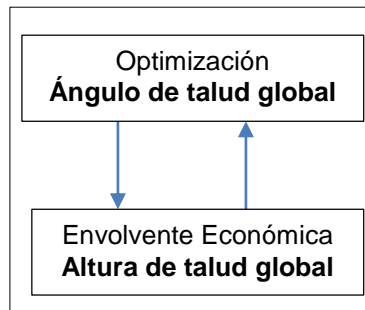 Optimización
Ángulo de talud global
Envolvente Económica
Altura de talud global